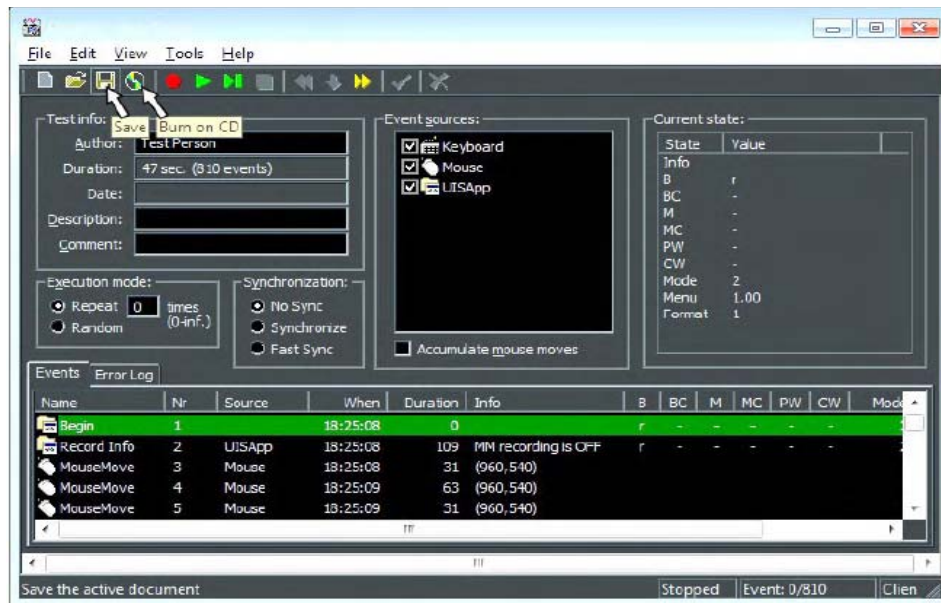 File Edit View Tools Help
Save Burn on CD
Test info:
Author: Test Person
Duration: 47 sec. (810 events)
Date:
Description:
Comment:
Event sources:
Keyboard
Mouse
UISApp
Accumulate mouse moves
Current state:
State Value
Info
B r
BC -
M -
MC -
PW -
CW -
Mode 2
Menu 1.00
Format 1
Execution mode:
Repeat 0 times
(0-inf.)
Random
Synchronization:
No Sync
Synchronize
Fast Sync
Events Error Log
Name Nr Source When Duration Info B BC M MC PW CW Mode
Begin 1 18:25:08 0 r - - - - -
Record Info 2 UISApp 18:25:08 109 MM recording is OFF r - - - - -
MouseMove 3 Mouse 18:25:08 31 (960,540)
MouseMove 4 Mouse 18:25:09 63 (960,540)
MouseMove 5 Mouse 18:25:09 31 (960,540)
Save the active document Stopped Event: 0/810 Clien